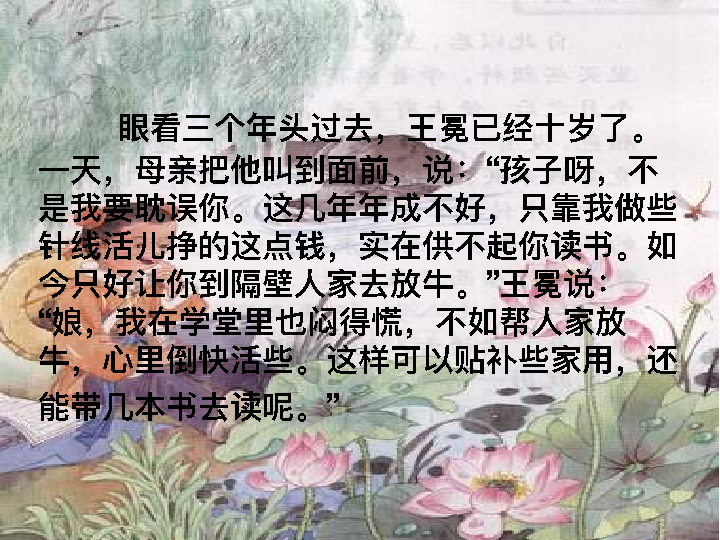 眼看三个年头过去，王冕已经十岁了。
一天，母亲把他叫到面前，说：“孩子呀，不
是我要耽误你。这几年年成不好，只靠我做些
针线活儿挣的这点钱，实在供不起你读书。如
今只好让你到隔壁人家去放牛。”王冕说：
“娘，我在学堂里也闷得慌，不如帮人家放
牛，心里倒快活些。这样可以贴补些家用，还
能带几本书去读呢。”